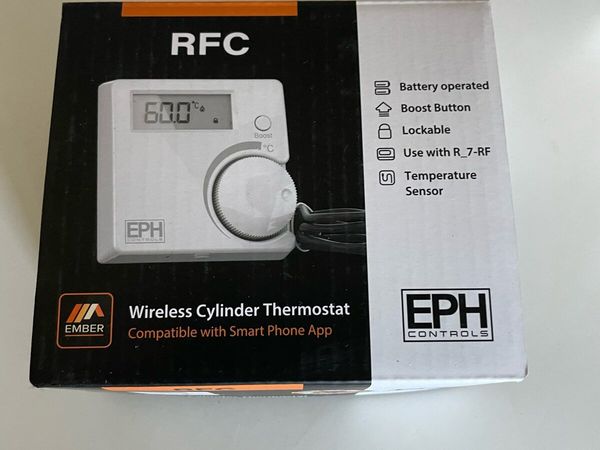 RFC
60.0 °C
Boost
°C
EPH
CONTROLS
Battery operated
Boost Button
Lockable
Use with R_7-RF
Temperature
Sensor
EMBER
Wireless Cylinder Thermostat
Compatible with Smart Phone App
EPH
CONTROLS
RFC